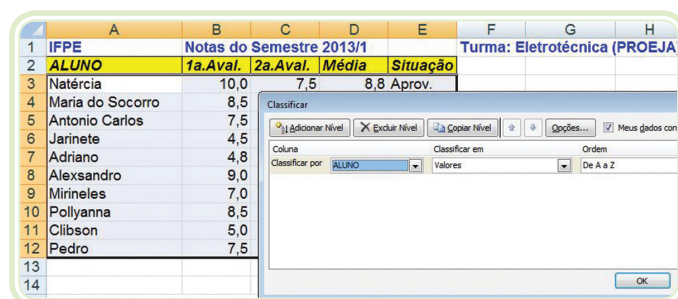 A B C D E F G H
1 IFPE Notas do Semestre 2013/1 Turma: Eletrotécnica (PROEJA
2 ALUNO 1a.Aval. 2a.Aval. Média Situação
3 Natércia 10,0 7,5 8,8 Aprov.
4 Maria do Socorro 8,5
5 Antonio Carlos 7,5
6 Jarinete 4,5
7 Adriano 4,8
8 Alexsandro 9,0
9 Mirineles 7,0
10 Pollyanna 8,5
11 Clibson 5,0
12 Pedro 7,5
13
14
Classificar
Adicionar Nível Excluir Nível Copiar Nível Opções... Meus dados con
Coluna Classificar em Ordem
Classificar por ALUNO Valores De A a Z
OK